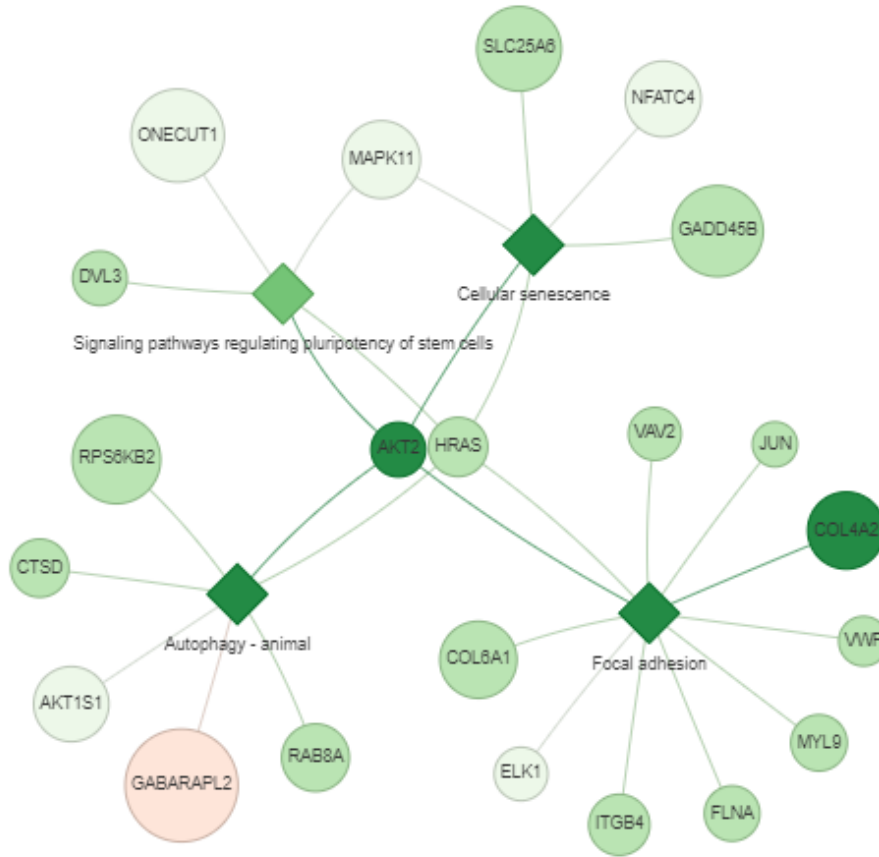 SLC25A6
NFATC4
ONECUT1
MAPK11
GADD45B
DVL3
Cellular senescence
Signaling pathways regulating pluripotency of stem cells
RPS6KB2
AKT2
HRAS
VAV2
JUN
COL4A2
CTSD
Autophagy - animal
COL6A1
Focal adhesion
VWF
AKT1S1
GABARAPL2
RAB8A
ELK1
MYL9
ITGB4
FLNA